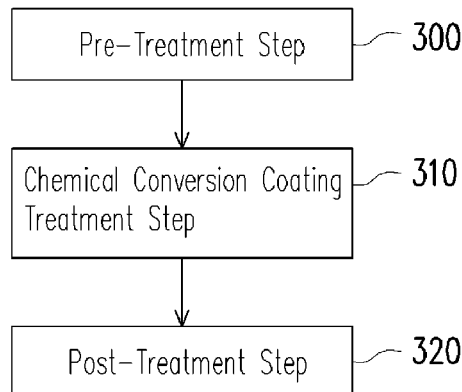 Pre-Treatment Step
300
Chemical Conversion Coating
Treatment Step
310
Post-Treatment Step
320